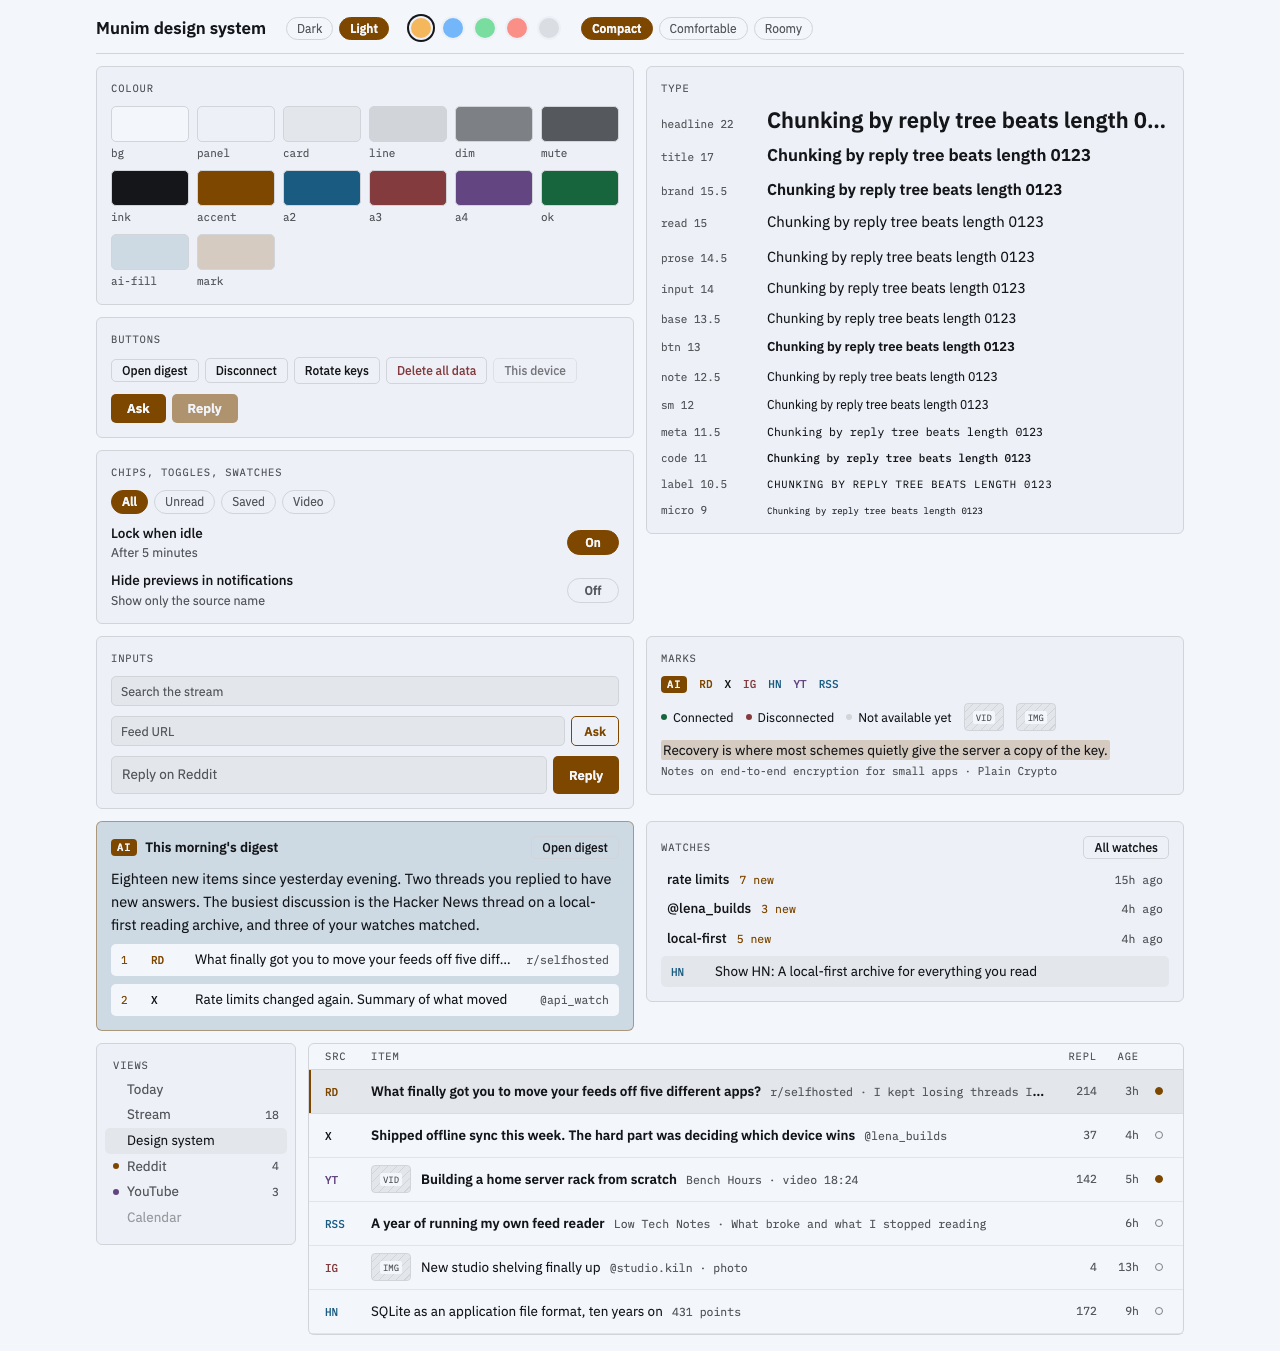 Munim design system Dark Light Compact Comfortable Roomy
COLOUR
bg panel card line dim mute
ink accent a2 a3 a4 ok
ai-fill mark
TYPE
headline 22 Chunking by reply tree beats length 0...
title 17 Chunking by reply tree beats length 0123
brand 15.5 Chunking by reply tree beats length 0123
read 15 Chunking by reply tree beats length 0123
prose 14.5 Chunking by reply tree beats length 0123
input 14 Chunking by reply tree beats length 0123
base 13.5 Chunking by reply tree beats length 0123
btn 13 Chunking by reply tree beats length 0123
note 12.5 Chunking by reply tree beats length 0123
sm 12 Chunking by reply tree beats length 0123
meta 11.5 Chunking by reply tree beats length 0123
code 11 Chunking by reply tree beats length 0123
label 10.5 CHUNKING BY REPLY TREE BEATS LENGTH 0123
micro 9 Chunking by reply tree beats length 0123
BUTTONS
Open digest Disconnect Rotate keys Delete all data This device
Ask Reply
CHIPS, TOGGLES, SWATCHES
All Unread Saved Video
Lock when idle
After 5 minutes
On
Hide previews in notifications
Show only the source name
Off
INPUTS
Search the stream
Feed URL Ask
Reply on Reddit Reply
MARKS
AI RD X IG HN YT RSS
Connected Disconnected Not available yet VID IMG
Recovery is where most schemes quietly give the server a copy of the key.
Notes on end-to-end encryption for small apps · Plain Crypto
AI This morning's digest Open digest
Eighteen new items since yesterday evening. Two threads you replied to have
new answers. The busiest discussion is the Hacker News thread on a local-
first reading archive, and three of your watches matched.
1 RD What finally got you to move your feeds off five diff... r/selfhosted
2 X Rate limits changed again. Summary of what moved @api_watch
WATCHES All watches
rate limits 7 new 15h ago
@lena_builds 3 new 4h ago
local-first 5 new 4h ago
HN Show HN: A local-first archive for everything you read
VIEWS
Today
Stream 18
Design system
Reddit 4
YouTube 3
Calendar
SRC ITEM REPL AGE
RD What finally got you to move your feeds off five different apps? r/selfhosted · I kept losing threads I... 214 3h
X Shipped offline sync this week. The hard part was deciding which device wins @lena_builds 37 4h
YT VID Building a home server rack from scratch Bench Hours · video 18:24 142 5h
RSS A year of running my own feed reader Low Tech Notes · What broke and what I stopped reading 6h
IG IMG New studio shelving finally up @studio.kiln · photo 4 13h
HN SQLite as an application file format, ten years on 431 points 172 9h